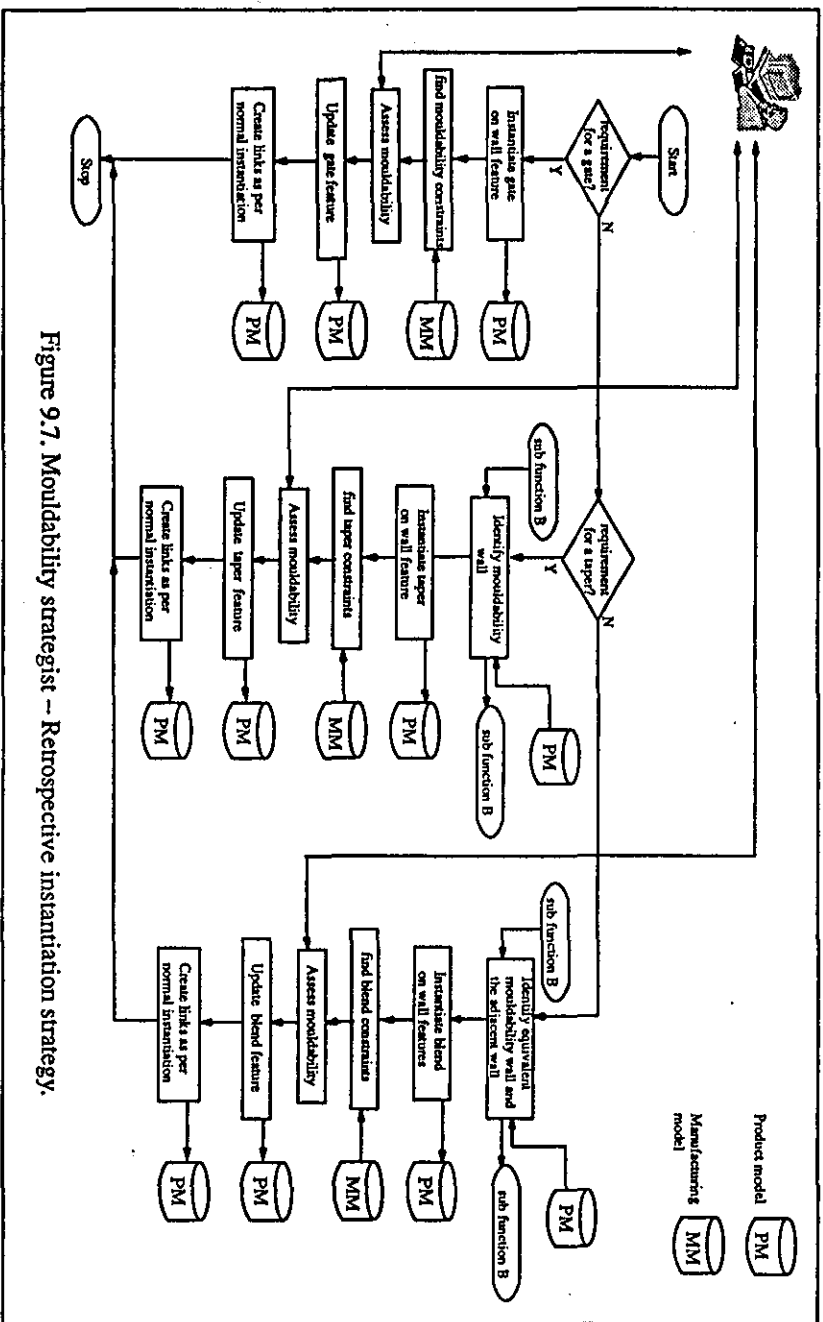 Start
requirement
for a gate?
N
Y
Instantiate gate
on wall feature
PM
find mouldability constraints
MM
Assess mouldability
Update gate feature
PM
Create links as per
normal instantiation
PM
Stop
requirement
for a taper?
N
Y
sub function B
Identify mouldability
wall
PM
sub function B
Instantiate taper
on wall feature
PM
find taper constraints
MM
Assess mouldability
Update taper feature
PM
Create links as per
normal instantiation
PM
sub function B
Identify equivalent
mouldability wall and
the adjacent wall
PM
sub function B
Instantiate blend
on wall features
PM
find blend constraints
MM
Assess mouldability
Update blend feature
PM
Create links as per
normal instantiation
PM
Product model
PM
Manufacturing
model
MM
Figure 9.7. Mouldability strategist – Retrospective instantiation strategy.